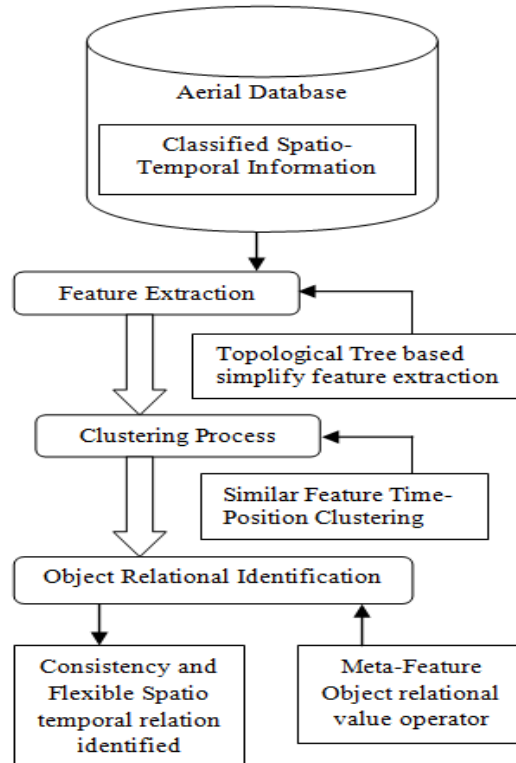 Aerial Database
Classified Spatio-
Temporal Information
Feature Extraction
Topological Tree based
simplify feature extraction
Clustering Process
Similar Feature Time-
Position Clustering
Object Relational Identification
Consistency and
Flexible Spatio
temporal relation
identified
Meta-Feature
Object relational
value operator